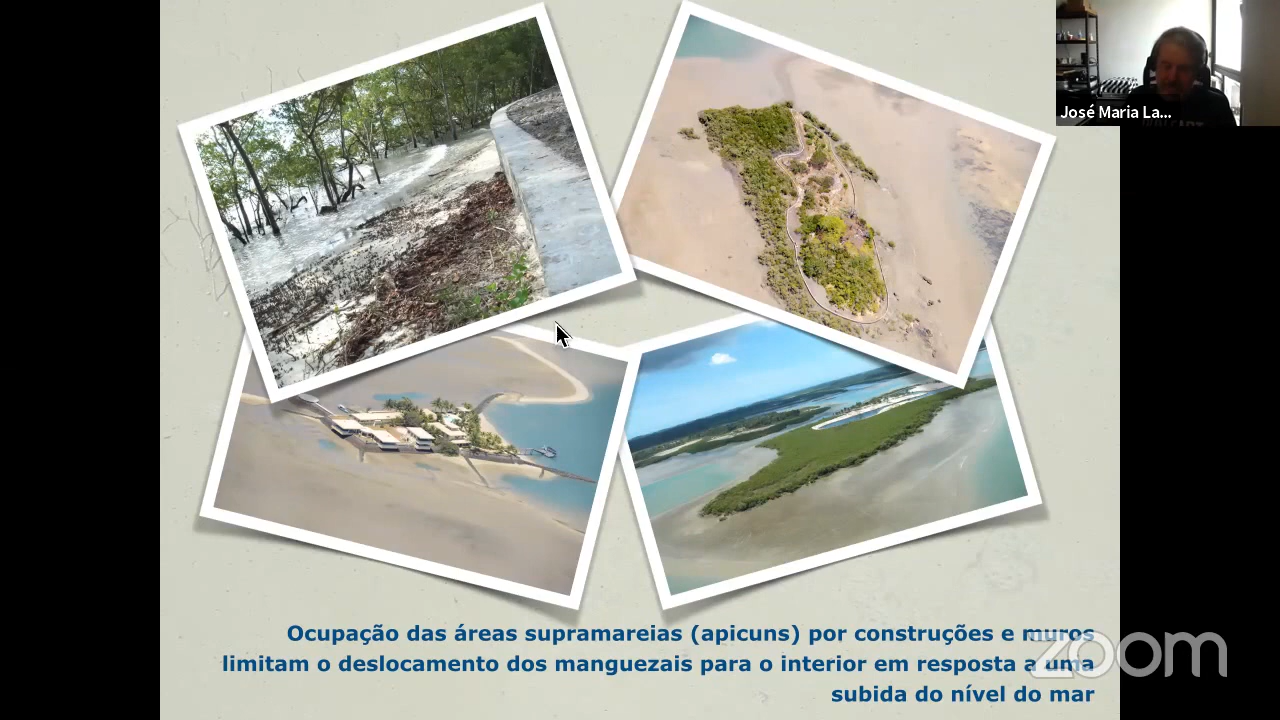 José Maria La...
Ocupação das áreas supramareias (apicuns) por construções e muros
limitam o deslocamento dos manguezais para o interior em resposta a uma
subida do nível do mar
zoom